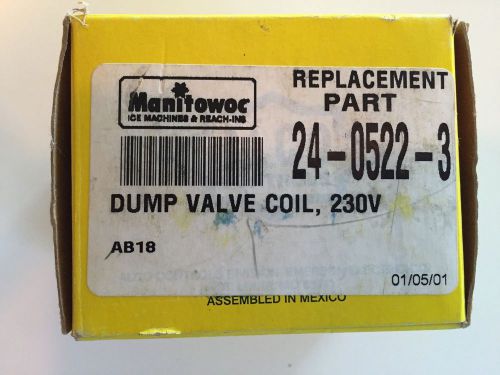 Manitowoc
ICE MACHINES & REACH-INS
REPLACEMENT
PART
24-0522-3
DUMP VALVE COIL, 230V
AB18
01/05/01
ASSEMBLED IN MEXICO